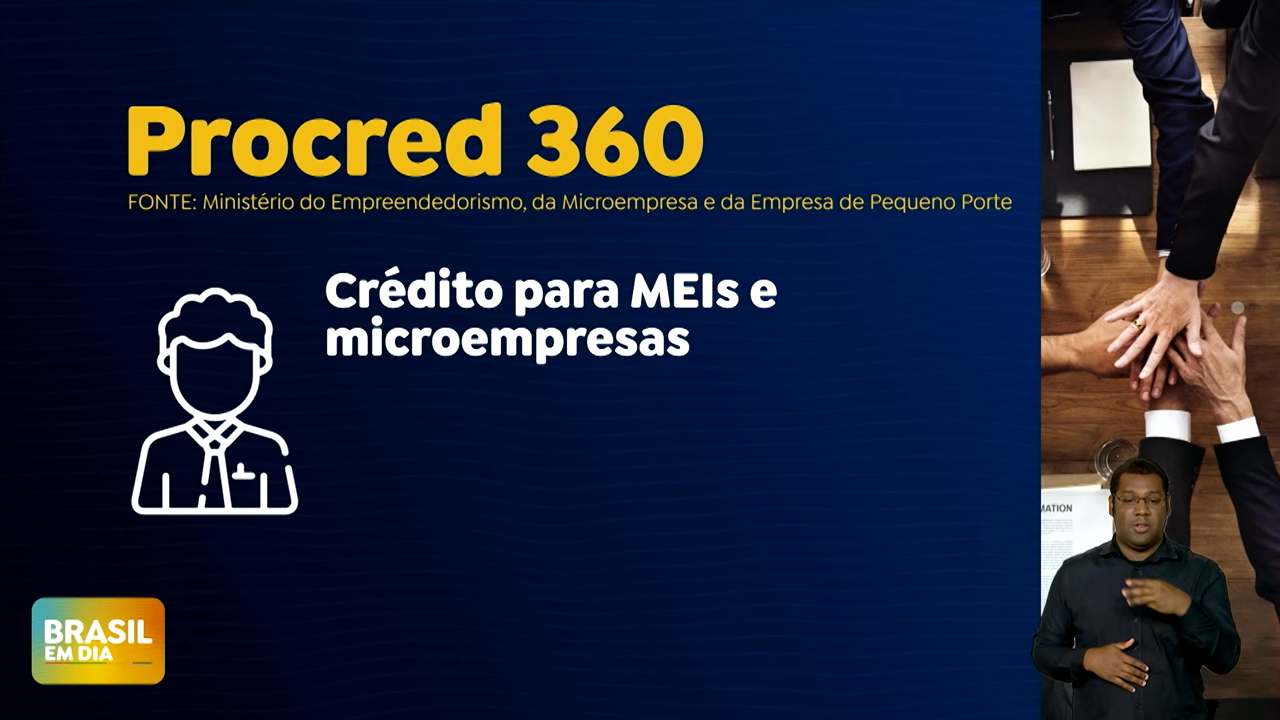 Procred 360
FONTE: Ministério do Empreendedorismo, da Microempresa e da Empresa de Pequeno Porte
Crédito para MEIs e
microempresas
MATION
BRASIL
EM DIA